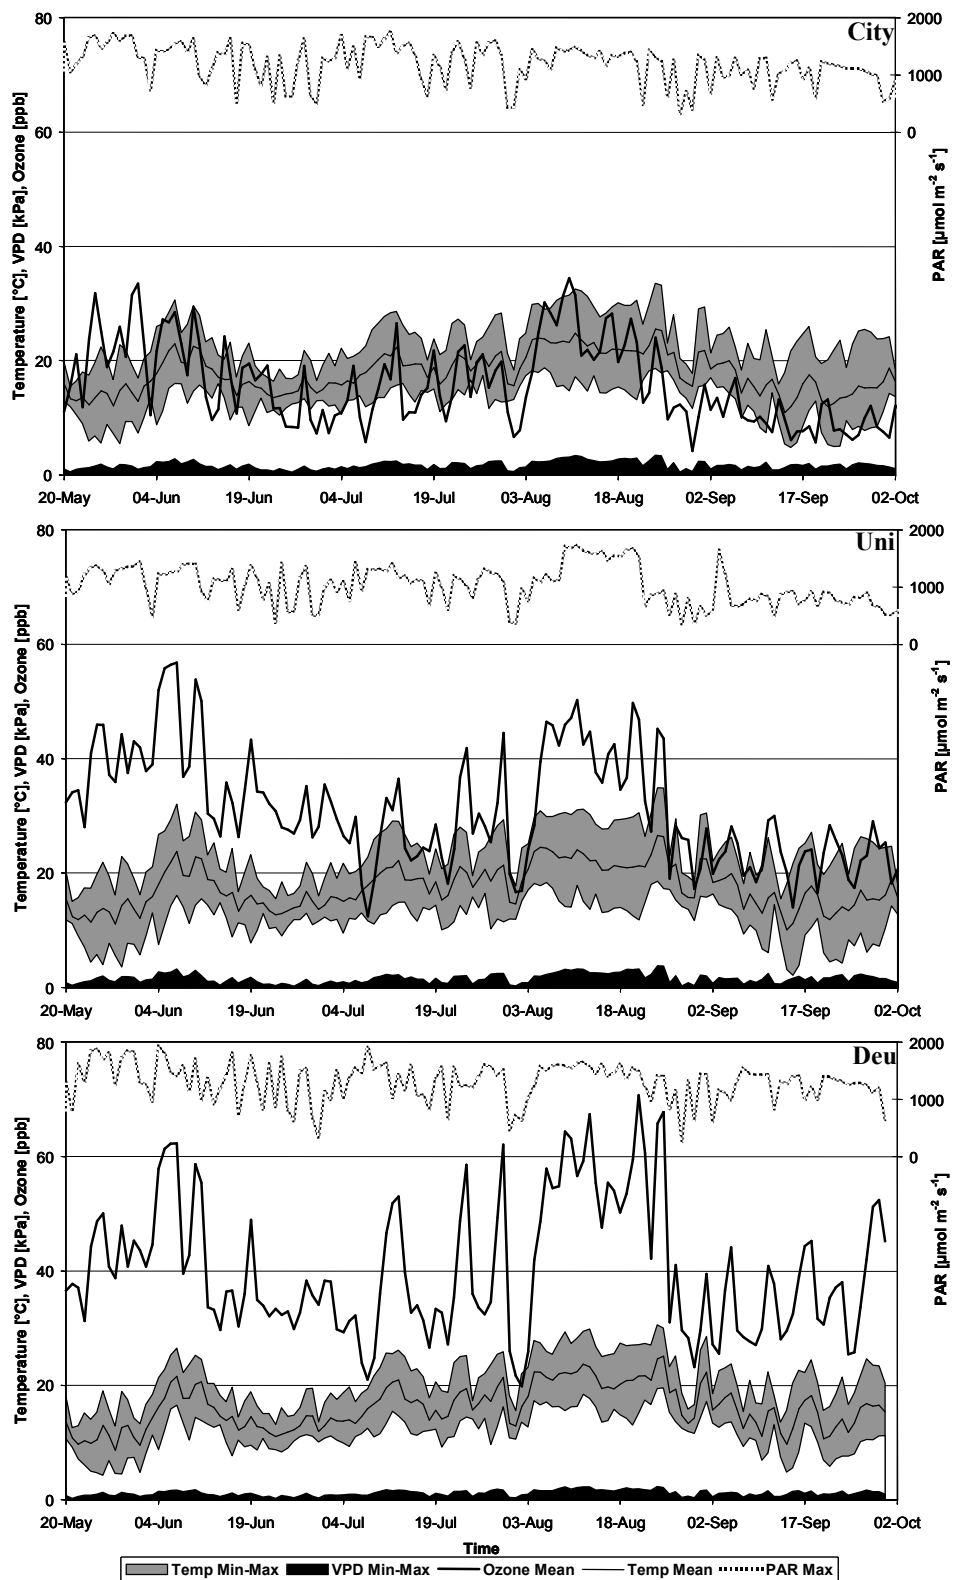 80 2000
City
60 1000
40 0
20
0
Temperature [°C], VPD [kPa], Ozone [ppb]
PAR [µmol m⁻² s⁻¹]
20-May 04-Jun 19-Jun 04-Jul 19-Jul 03-Aug 18-Aug 02-Sep 17-Sep 02-Oct
80 2000
Uni
60 1000
40 0
20
0
Temperature [°C], VPD [kPa], Ozone [ppb]
PAR [µmol m⁻² s⁻¹]
20-May 04-Jun 19-Jun 04-Jul 19-Jul 03-Aug 18-Aug 02-Sep 17-Sep 02-Oct
80 2000
Deu
60 1000
40 0
20
0
Temperature [°C], VPD [kPa], Ozone [ppb]
PAR [µmol m⁻² s⁻¹]
20-May 04-Jun 19-Jun 04-Jul 19-Jul 03-Aug 18-Aug 02-Sep 17-Sep 02-Oct
Time
Temp Min-Max VPD Min-Max Ozone Mean Temp Mean PAR Max